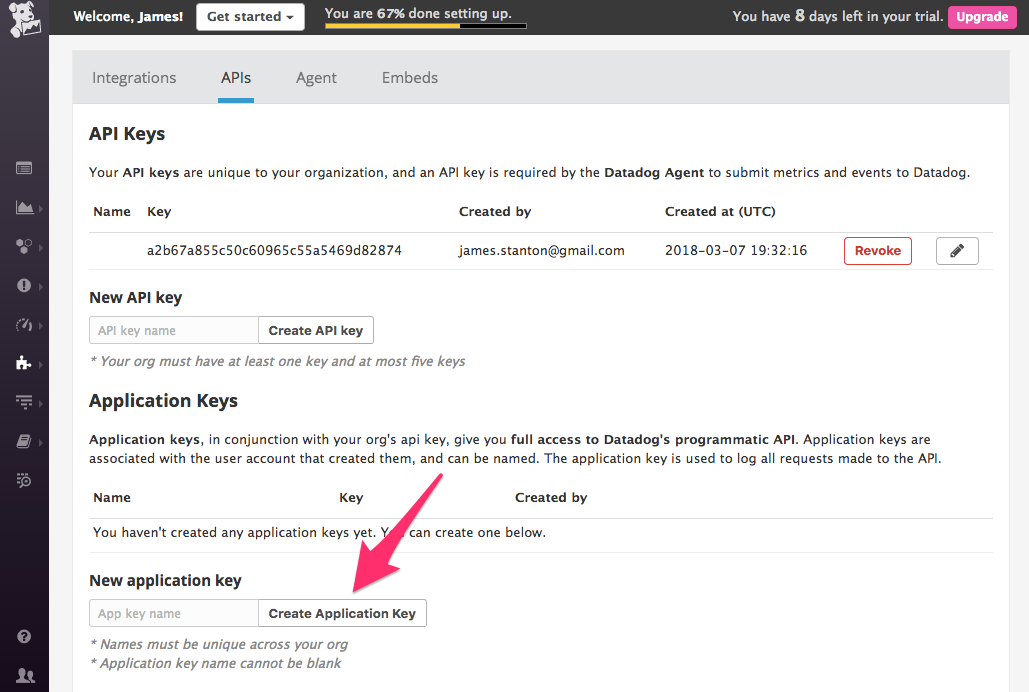 Welcome, James!
Get started
You are 67% done setting up.
You have 8 days left in your trial.
Upgrade
Integrations
APIs
Agent
Embeds
API Keys
Your API keys are unique to your organization, and an API key is required by the Datadog Agent to submit metrics and events to Datadog.
Name Key Created by Created at (UTC)
a2b67a855c50c60965c55a5469d82874 james.stanton@gmail.com 2018-03-07 19:32:16 Revoke
New API key
API key name Create API key
* Your org must have at least one key and at most five keys
Application Keys
Application keys, in conjunction with your org's api key, give you full access to Datadog's programmatic API. Application keys are
associated with the user account that created them, and can be named. The application key is used to log all requests made to the API.
Name Key Created by
You haven't created any application keys yet. You can create one below.
New application key
App key name Create Application Key
* Names must be unique across your org
* Application key name cannot be blank